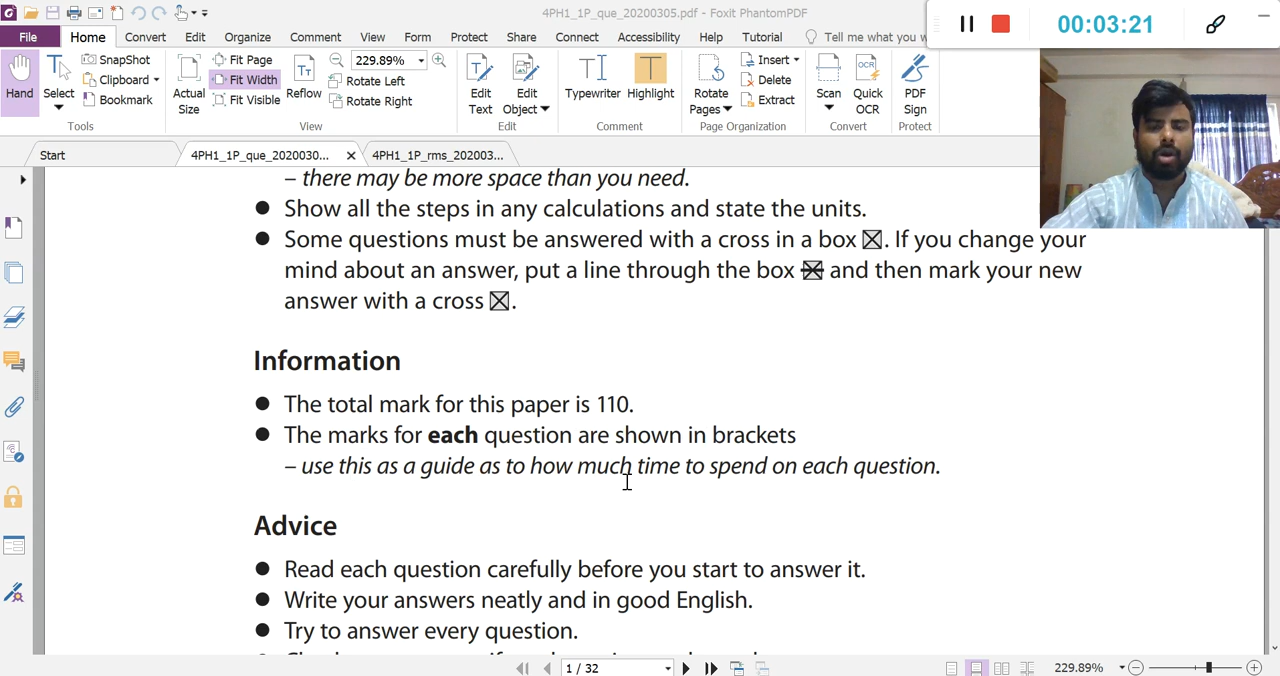 4PH1_1P_que_20200305.pdf - Foxit PhantomPDF
00:03:21
File Home Convert Edit Organize Comment View Form Protect Share Connect Accessibility Help Tutorial Tell me what you w
Hand
Select
SnapShot
Clipboard
Bookmark
Tools
Actual Size
Fit Page
Fit Width
Fit Visible
Reflow
229.89%
Rotate Left
Rotate Right
View
Edit Text
Edit Object
Edit
Typewriter
Highlight
Comment
Rotate Pages
Insert
Delete
Extract
Page Organization
Scan
Quick OCR
Convert
PDF Sign
Protect
Start
4PH1_1P_que_2020030...
4PH1_1P_rms_202003...
– there may be more space than you need.
● Show all the steps in any calculations and state the units.
● Some questions must be answered with a cross in a box ☒. If you change your
mind about an answer, put a line through the box ☒ and then mark your new
answer with a cross ☒.
Information
● The total mark for this paper is 110.
● The marks for each question are shown in brackets
– use this as a guide as to how much time to spend on each question.
Advice
● Read each question carefully before you start to answer it.
● Write your answers neatly and in good English.
● Try to answer every question.
1 / 32
229.89%